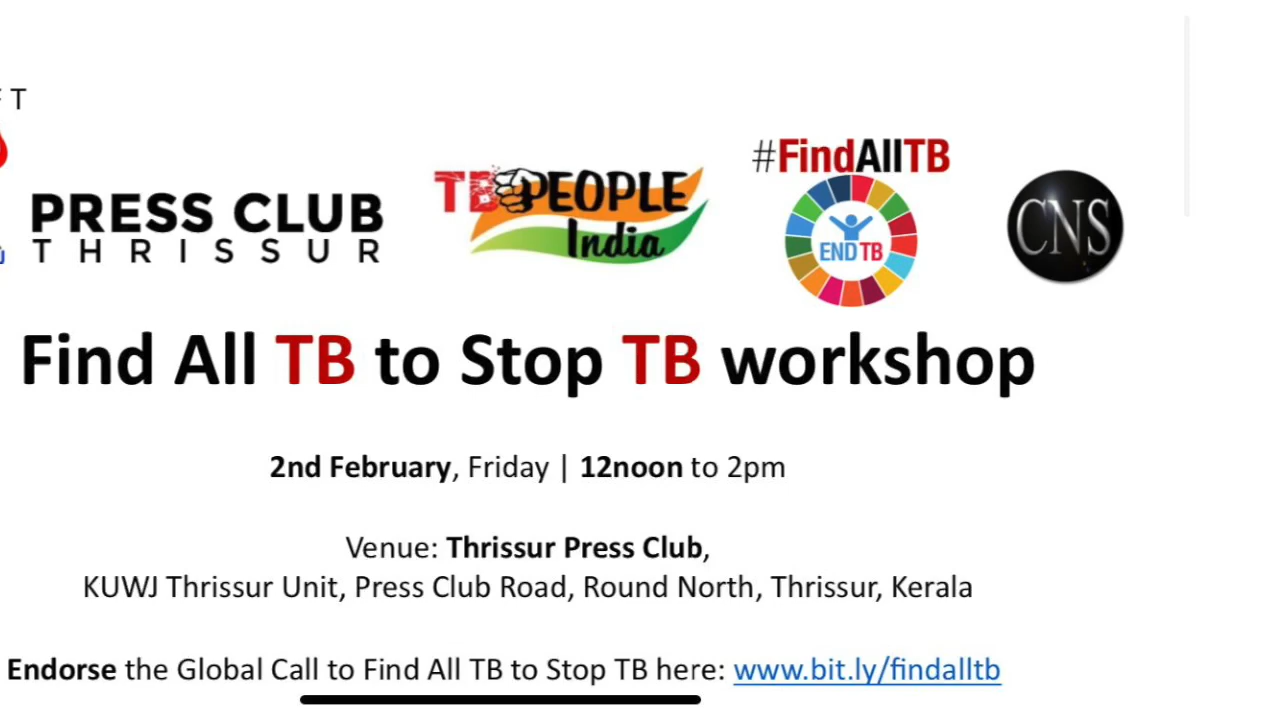 F T
PRESS CLUB
THRISSUR
TB PEOPLE
India
#FindAllTB
END TB
CNS
Find All TB to Stop TB workshop
2nd February, Friday | 12noon to 2pm
Venue: Thrissur Press Club,
KUWJ Thrissur Unit, Press Club Road, Round North, Thrissur, Kerala
Endorse the Global Call to Find All TB to Stop TB here: www.bit.ly/findalltb